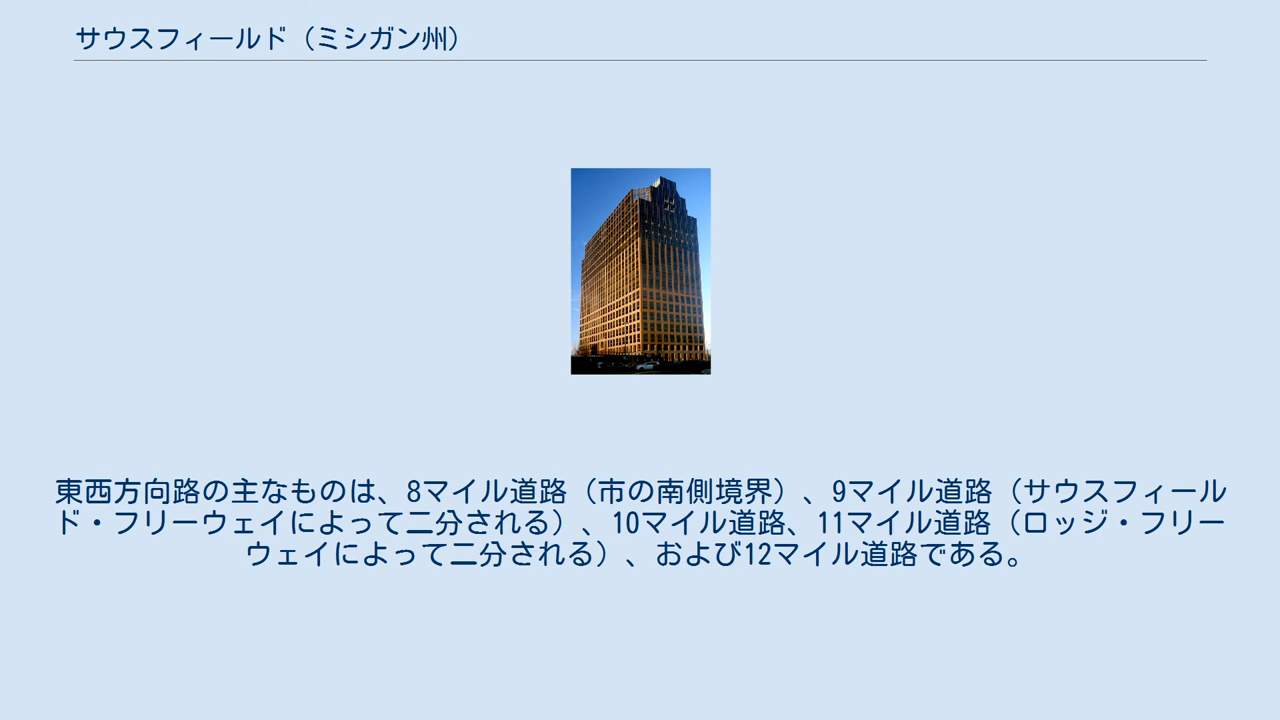 サウスフィールド（ミシガン州）
東西方向路の主なものは、8マイル道路（市の南側境界）、9マイル道路（サウスフィール
ド・フリーウェイによって二分される）、10マイル道路、11マイル道路（ロッジ・フリー
ウェイによって二分される）、および12マイル道路である。